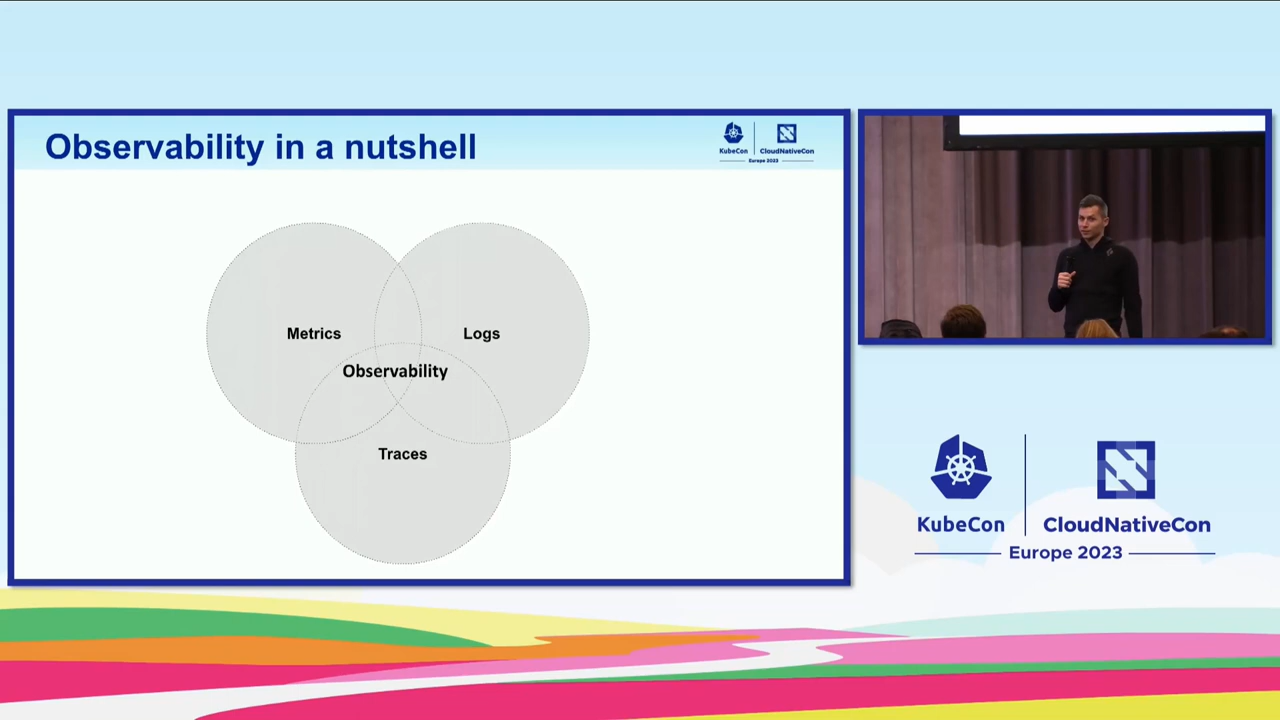 Observability in a nutshell
KubeCon
CloudNativeCon
Europe 2023
Metrics
Logs
Observability
Traces
KubeCon
CloudNativeCon
Europe 2023